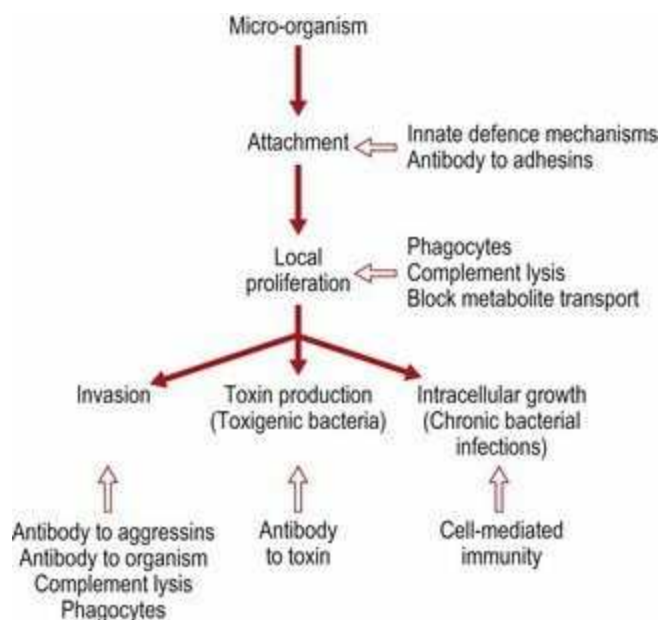 Micro-organism
Attachment
Innate defence mechanisms
Antibody to adhesins
Local
proliferation
Phagocytes
Complement lysis
Block metabolite transport
Invasion
Toxin production
(Toxigenic bacteria)
Intracellular growth
(Chronic bacterial
infections)
Antibody to aggressins
Antibody to organism
Complement lysis
Phagocytes
Antibody
to toxin
Cell-mediated
immunity